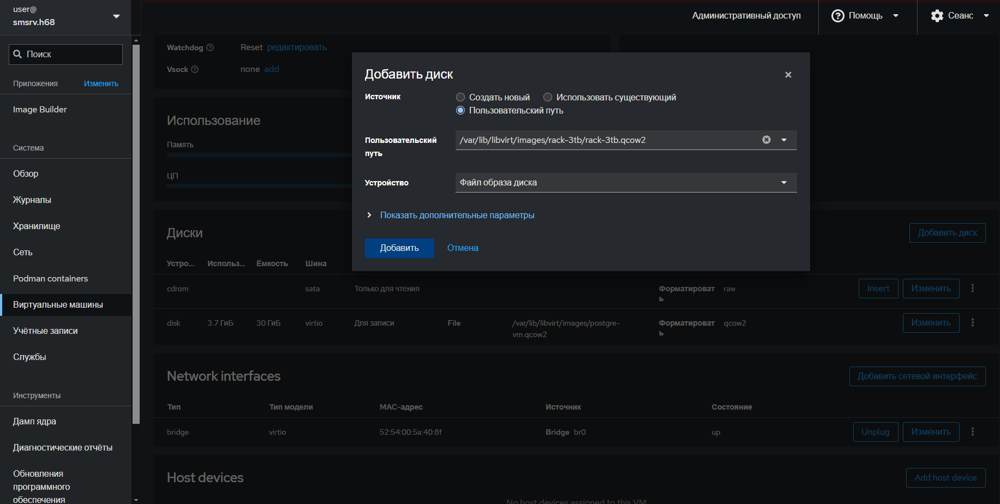 user@
smsrv.h68
Административный доступ
Помощь
Сеанс
Поиск
Приложения
Изменить
Image Builder
Система
Обзор
Журналы
Хранилище
Сеть
Podman containers
Виртуальные машины
Учётные записи
Службы
Инструменты
Дамп ядра
Диагностические отчёты
Обновления
программного
обеспечения
Watchdog
Reset редактировать
Vsock
none add
Использование
Память
ЦП
Добавить диск
Источник
Создать новый
Использовать существующий
Пользовательский путь
Пользовательский
путь
/var/lib/libvirt/images/rack-3tb/rack-3tb.qcow2
Устройство
Файл образа диска
Показать дополнительные параметры
Добавить
Отмена
Диски
Добавить диск
Устро... Использ... Ёмкость Шина
cdrom sata Только для чтения Форматироват
ь
raw
Insert
Изменить
disk 3.7 ГиБ 30 ГиБ virtio Для записи File /var/lib/libvirt/images/postgre-
vm.qcow2
Форматироват
ь
qcow2
Изменить
Network interfaces
Добавить сетевой интерфейс
Тип Тип модели MAC-адрес Источник Состояние
bridge virtio 52:54:00:5a:40:8f Bridge br0 up
Unplug
Изменить
Host devices
Add host device
No host devices assigned to this VM